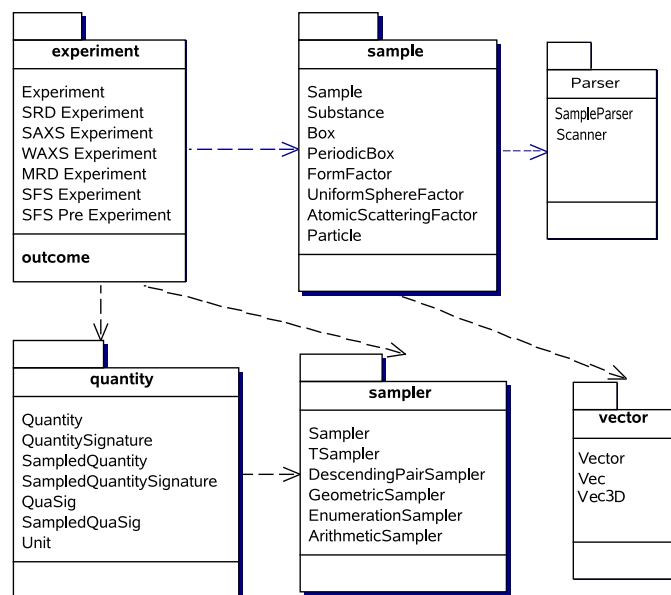 experiment
Experiment
SRD Experiment
SAXS Experiment
WAXS Experiment
MRD Experiment
SFS Experiment
SFS Pre Experiment
outcome
sample
Sample
Substance
Box
PeriodicBox
FormFactor
UniformSphereFactor
AtomicScatteringFactor
Particle
Parser
SampleParser
Scanner
quantity
Quantity
QuantitySignature
SampledQuantity
SampledQuantitySignature
QuaSig
SampledQuaSig
Unit
sampler
Sampler
TSampler
DescendingPairSampler
GeometricSampler
EnumerationSampler
ArithmeticSampler
vector
Vector
Vec
Vec3D